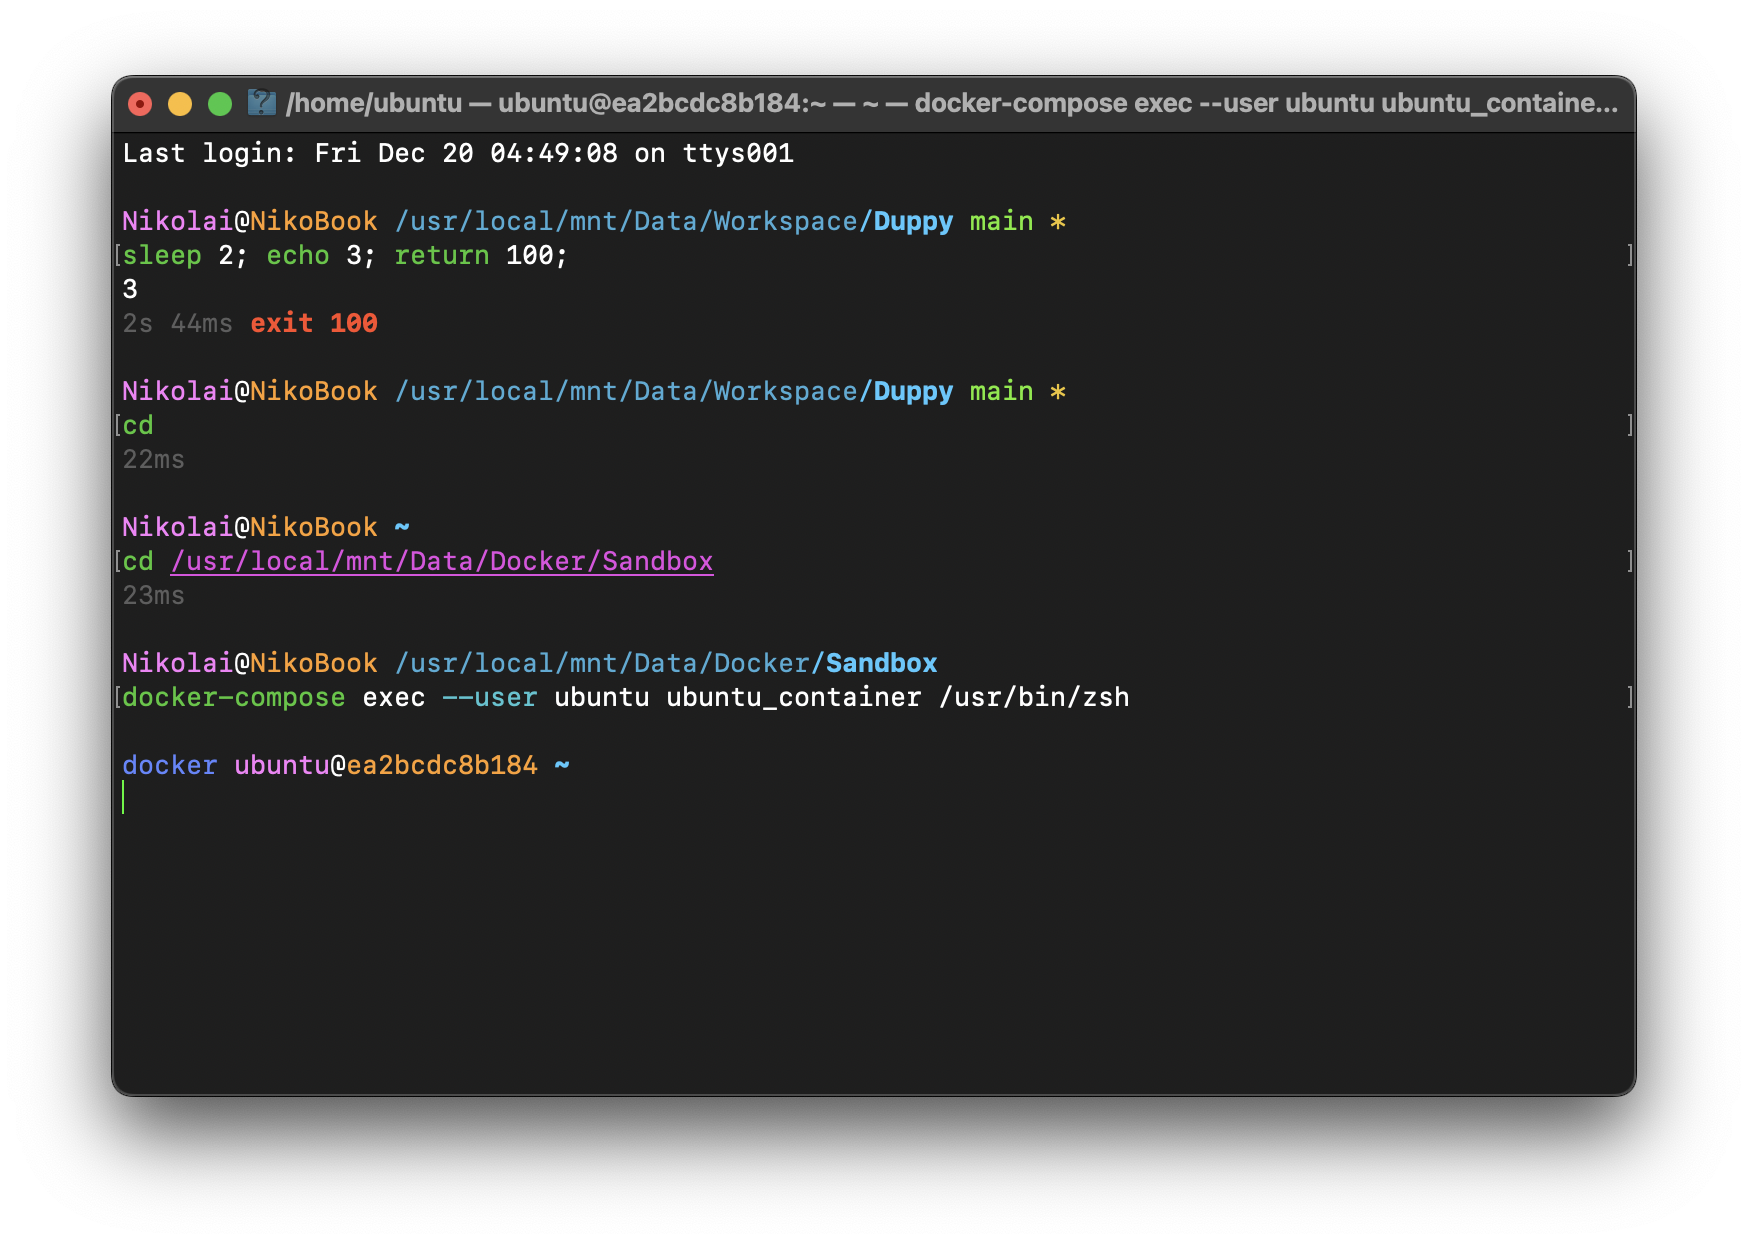 /home/ubuntu — ubuntu@ea2bcdc8b184:~ — ~ — docker-compose exec --user ubuntu ubuntu_containe...
Last login: Fri Dec 20 04:49:08 on ttys001
Nikolai@NikoBook /usr/local/mnt/Data/Workspace/Duppy main *
[sleep 2; echo 3; return 100; ]
3
2s 44ms exit 100
Nikolai@NikoBook /usr/local/mnt/Data/Workspace/Duppy main *
[cd ]
22ms
Nikolai@NikoBook ~
[cd /usr/local/mnt/Data/Docker/Sandbox ]
23ms
Nikolai@NikoBook /usr/local/mnt/Data/Docker/Sandbox
[docker-compose exec --user ubuntu ubuntu_container /usr/bin/zsh ]
docker ubuntu@ea2bcdc8b184 ~